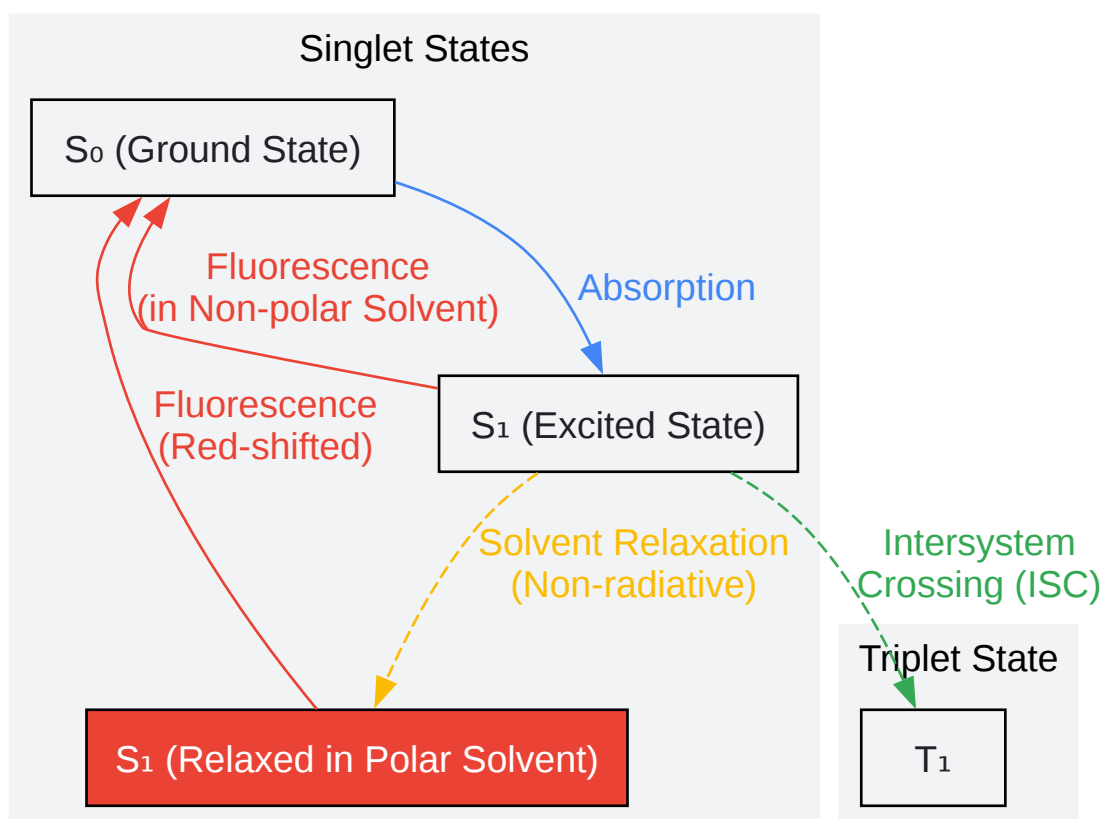 Singlet States
S₀ (Ground State)
Fluorescence
(in Non-polar Solvent)
Absorption
Fluorescence
(Red-shifted)
S₁ (Excited State)
Solvent Relaxation
(Non-radiative)
Intersystem
Crossing (ISC)
Triplet State
S₁ (Relaxed in Polar Solvent)
T₁